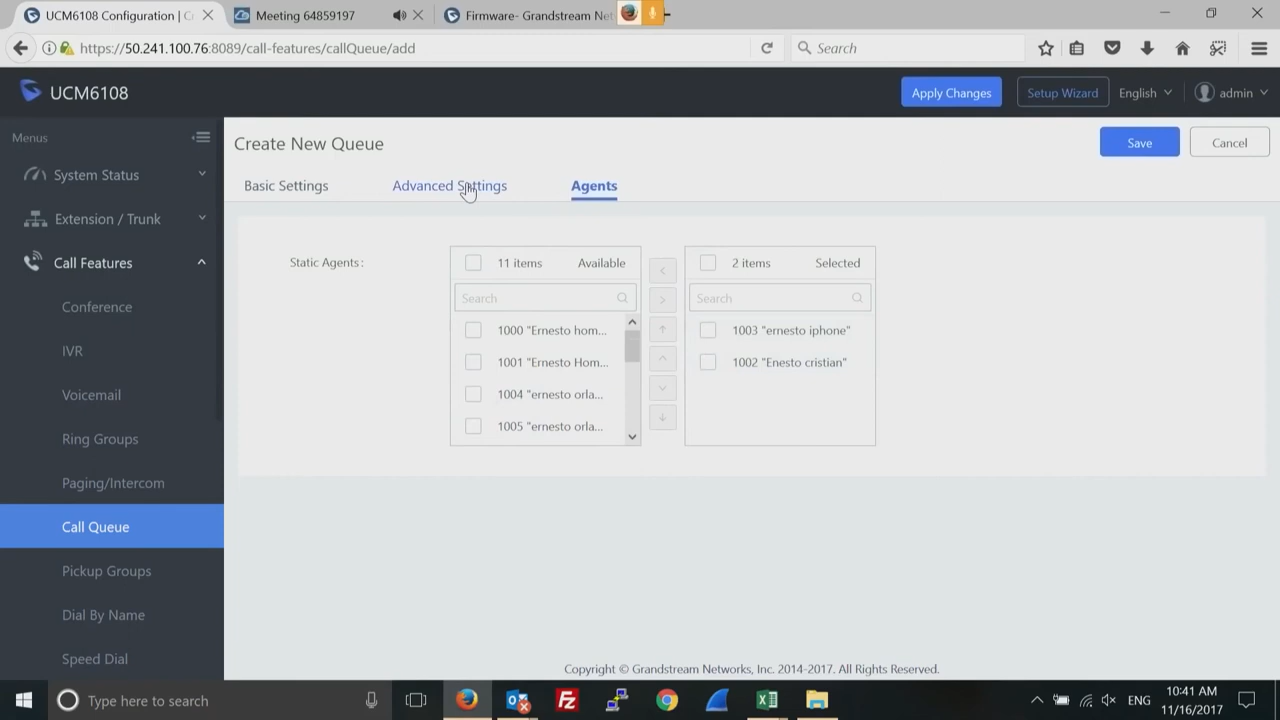 UCM6108 Configuration | C
Meeting 64859197
Firmware- Grandstream Net
https://50.241.100.76:8089/call-features/callQueue/add
Search
UCM6108
Apply Changes
Setup Wizard
English
admin
Menus
System Status
Extension / Trunk
Call Features
Conference
IVR
Voicemail
Ring Groups
Paging/Intercom
Call Queue
Pickup Groups
Dial By Name
Speed Dial
Create New Queue
Save
Cancel
Basic Settings
Advanced Settings
Agents
Static Agents:
11 items Available
Search
1000 "Ernesto hom...
1001 "Ernesto Hom...
1004 "ernesto orla...
1005 "ernesto orla...
2 items Selected
Search
1003 "ernesto iphone"
1002 "Enesto cristian"
Copyright © Grandstream Networks, Inc. 2014-2017. All Rights Reserved.
Type here to search
ENG
10:41 AM
11/16/2017